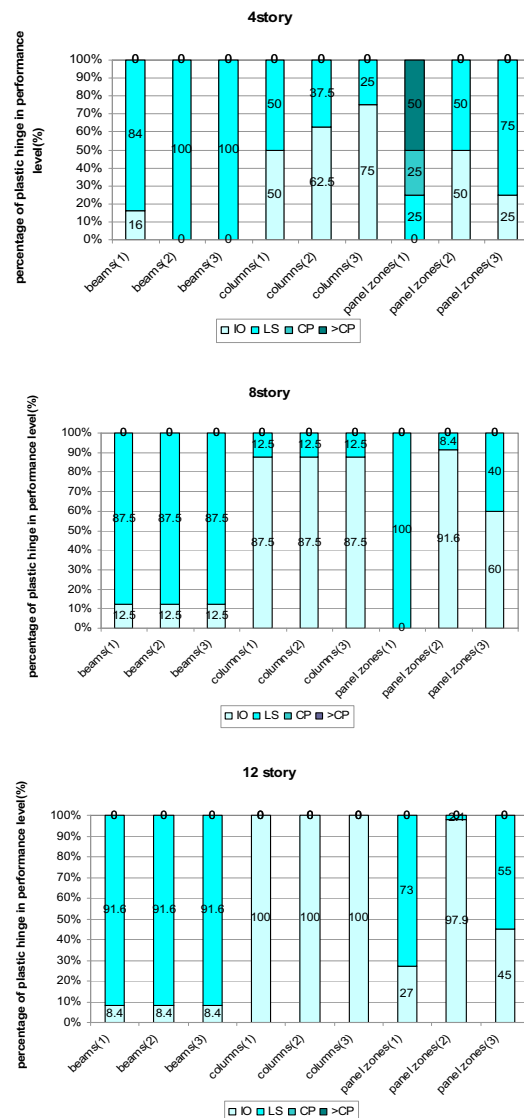 4story
percentage of plastic hinge in performance
level(%)
100%
90%
80%
70%
60%
50%
40%
30%
20%
10%
0%
0 0 0 0 0 0 0 0 0
84 100 100 50 37.5 25 50 50 75
16 0 0 50 62.5 75 25 50 25
25
0
beams(1)
beams(2)
beams(3)
columns(1)
columns(2)
columns(3)
panel zones(1)
panel zones(2)
panel zones(3)
IO LS CP >CP
8story
percentage of plastic hinge in performance level(%)
100%
90%
80%
70%
60%
50%
40%
30%
20%
10%
0%
0 0 0 0 0 0 0 0 0
87.5 87.5 87.5 12.5 12.5 12.5 100 8.4 40
12.5 12.5 12.5 87.5 87.5 87.5 0 91.6 60
beams(1)
beams(2)
beams(3)
columns(1)
columns(2)
columns(3)
panel zones(1)
panel zones(2)
panel zones(3)
IO LS CP >CP
12 story
percentage of plastic hinge in performance level(%)
100%
90%
80%
70%
60%
50%
40%
30%
20%
10%
0%
0 0 0 0 0 0 0 0 0
91.6 91.6 91.6 73 55
8.4 8.4 8.4 100 100 100 27 97.9 45
beams(1)
beams(2)
beams(3)
columns(1)
columns(2)
columns(3)
panel zones(1)
panel zones(2)
panel zones(3)
IO LS CP >CP